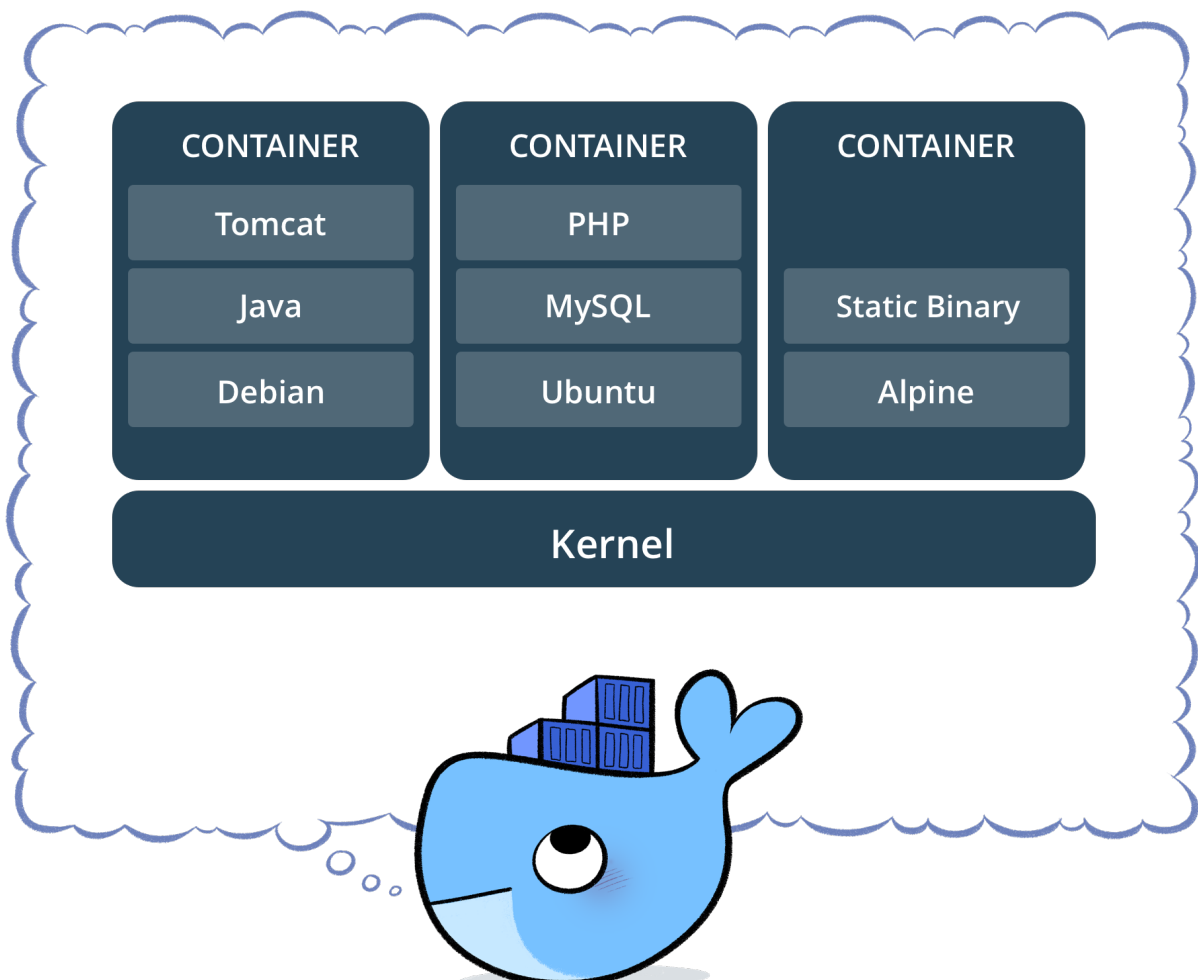 CONTAINER
Tomcat
Java
Debian
CONTAINER
PHP
MySQL
Ubuntu
CONTAINER
Static Binary
Alpine
Kernel